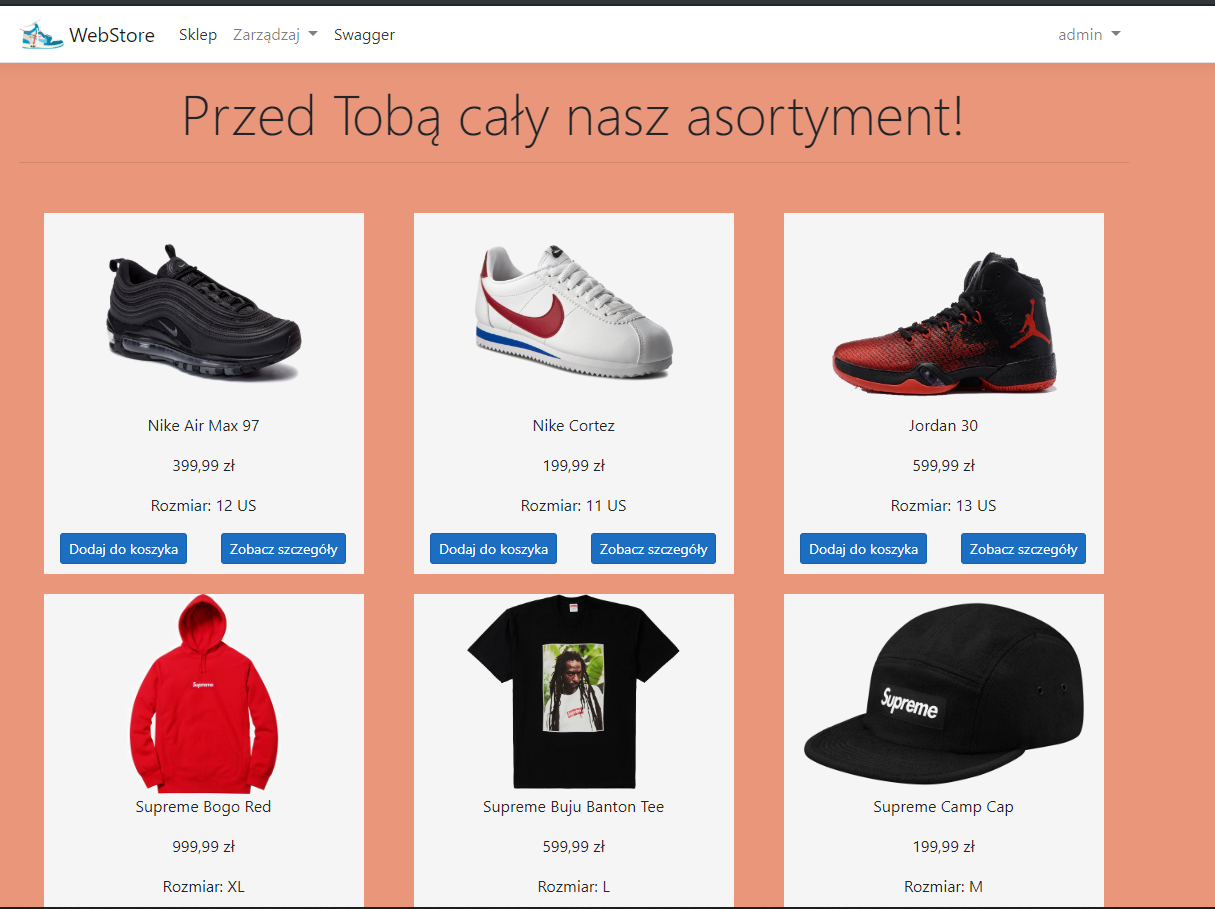 WebStore Sklep Zarządzaj Swagger admin
Przed Tobą cały nasz asortyment!
Nike Air Max 97
399,99 zł
Rozmiar: 12 US
Dodaj do koszyka Zobacz szczegóły
Nike Cortez
199,99 zł
Rozmiar: 11 US
Dodaj do koszyka Zobacz szczegóły
Jordan 30
599,99 zł
Rozmiar: 13 US
Dodaj do koszyka Zobacz szczegóły
Supreme
Supreme Bogo Red
999,99 zł
Rozmiar: XL
Supreme Buju Banton Tee
599,99 zł
Rozmiar: L
Supreme
Supreme Camp Cap
199,99 zł
Rozmiar: M